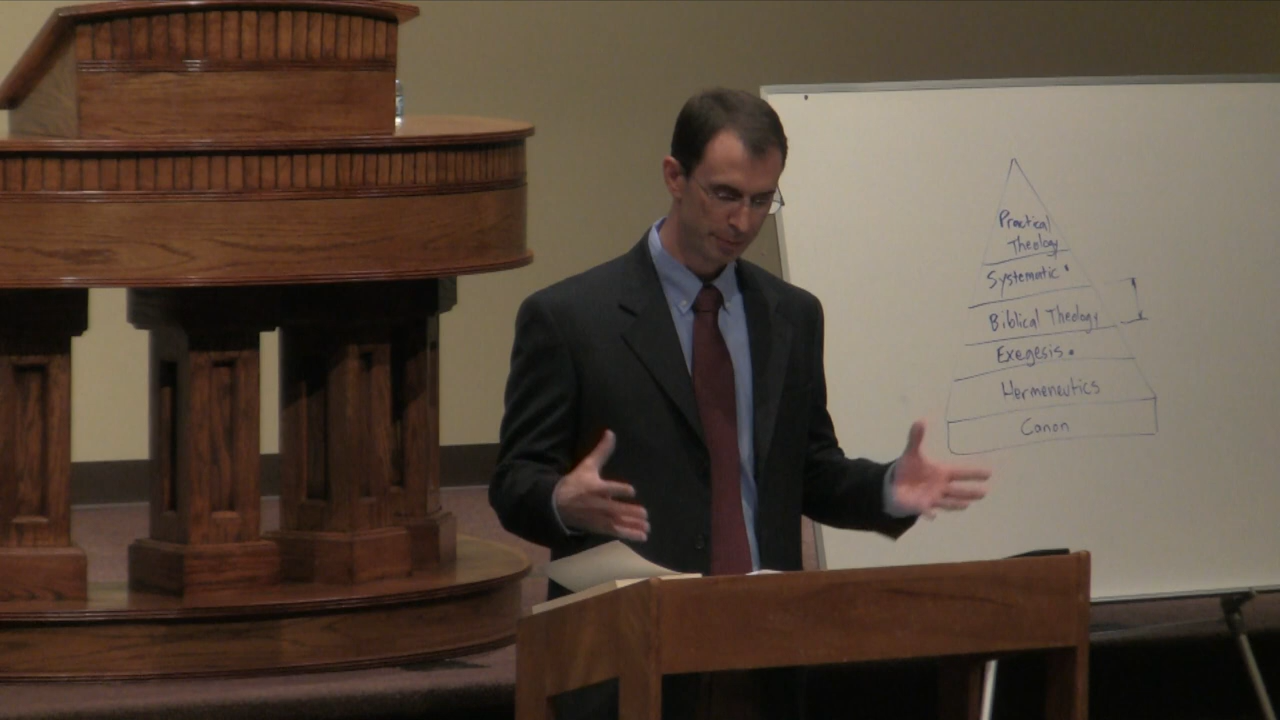 Practical
Theology
Systematic
Biblical Theology
Exegesis
Hermeneutics
Canon